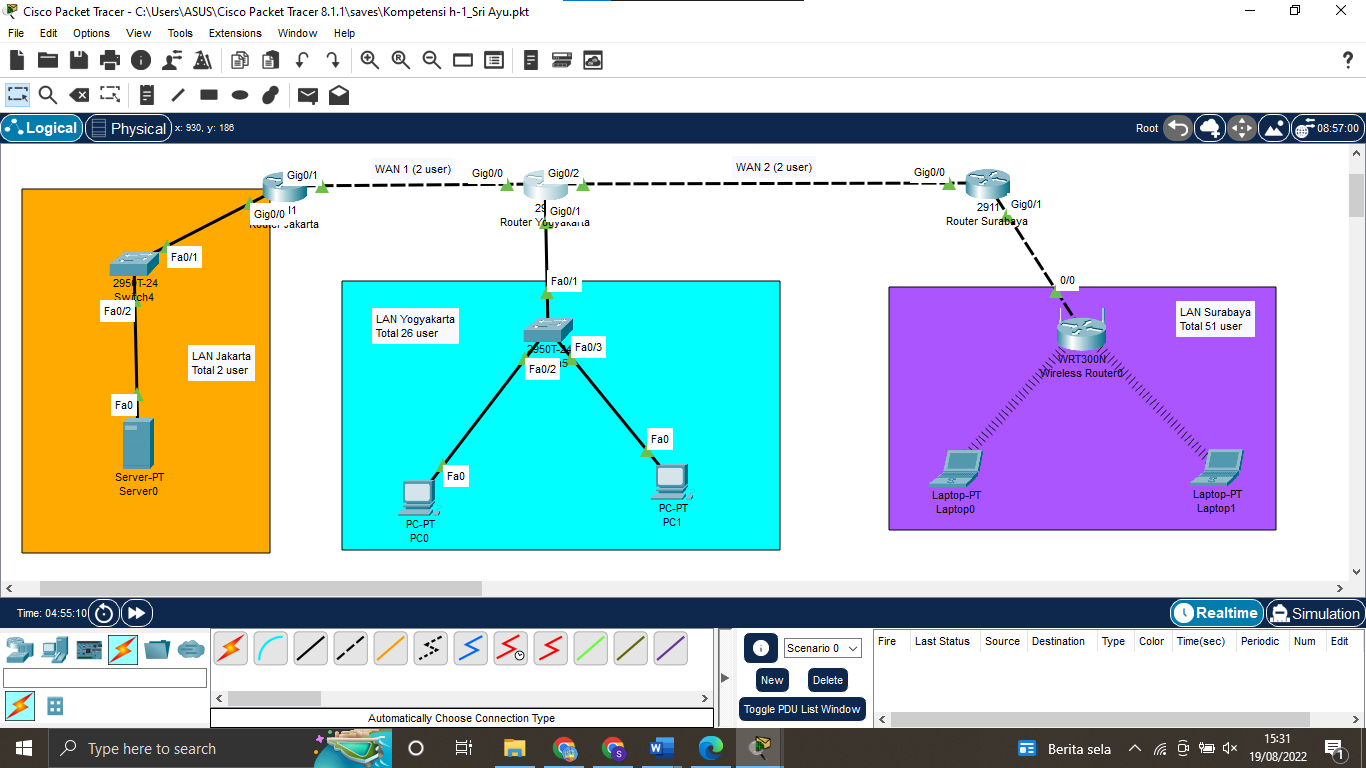 Cisco Packet Tracer - C:\Users\ASUS\Cisco Packet Tracer 8.1.1\saves\Kompetensi h-1_Sri Ayu.pkt
File Edit Options View Tools Extensions Window Help
Logical Physical x: 930, y: 186 Root 08:57:00
Gig0/1 WAN 1 (2 user) Gig0/0 Gig0/2 WAN 2 (2 user) Gig0/0
Gig0/0
Router Jakarta
Gig0/1
Router Yogyakarta
2911 Gig0/1
Router Surabaya
Fa0/1
2950T-24
Switch4
Fa0/2
LAN Jakarta
Total 2 user
Fa0
Server-PT
Server0
Fa0/1
LAN Yogyakarta
Total 26 user
2950T-24
Fa0/3
Fa0/2
Fa0
Fa0
PC-PT
PC0
PC-PT
PC1
0/0
LAN Surabaya
Total 51 user
WRT300N
Wireless Router0
Laptop-PT
Laptop0
Laptop-PT
Laptop1
Time: 04:55:10 Realtime Simulation
Scenario 0
New Delete
Toggle PDU List Window
Fire Last Status Source Destination Type Color Time(sec) Periodic Num Edit
Automatically Choose Connection Type
Type here to search
Berita sela
15:31
19/08/2022
1